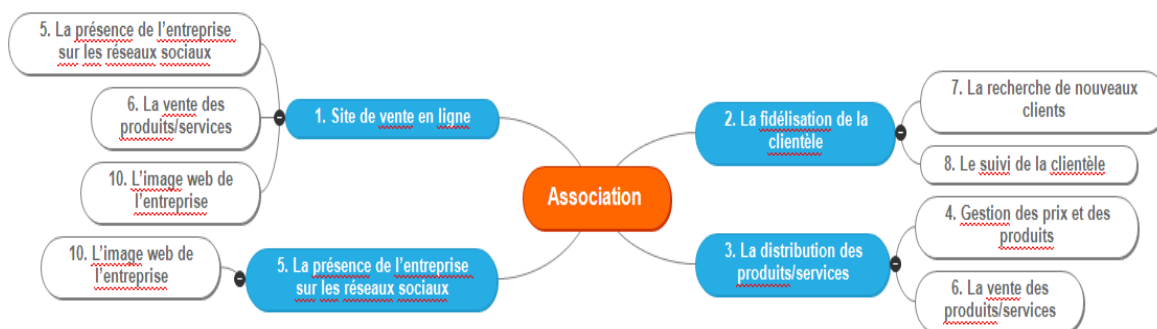 5. La présence de l'entreprise
sur les réseaux sociaux
6. La vente des
produits/services
10. L'image web de
l'entreprise
1. Site de vente en ligne
10. L'image web de
l'entreprise
5. La présence de l'entreprise
sur les réseaux sociaux
Association
2. La fidélisation de la
clientèle
7. La recherche de nouveaux
clients
8. Le suivi de la clientèle
3. La distribution des
produits/services
4. Gestion des prix et des
produits
6. La vente des
produits/services